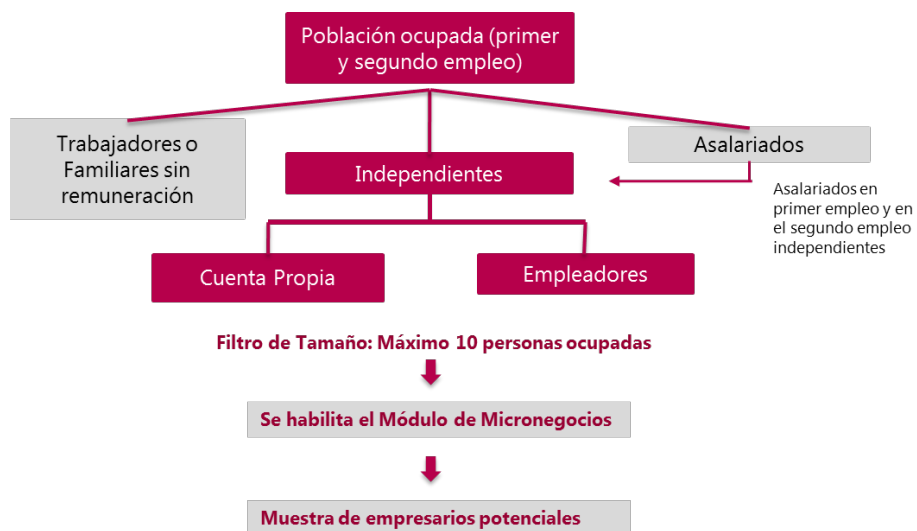 Población ocupada (primer
y segundo empleo)
Trabajadores o
Familiares sin
remuneración
Independientes
Asalariados
Asalariados en
primer empleo y en
el segundo empleo
independientes
Cuenta Propia
Empleadores
Filtro de Tamaño: Máximo 10 personas ocupadas
Se habilita el Módulo de Micronegocios
Muestra de empresarios potenciales